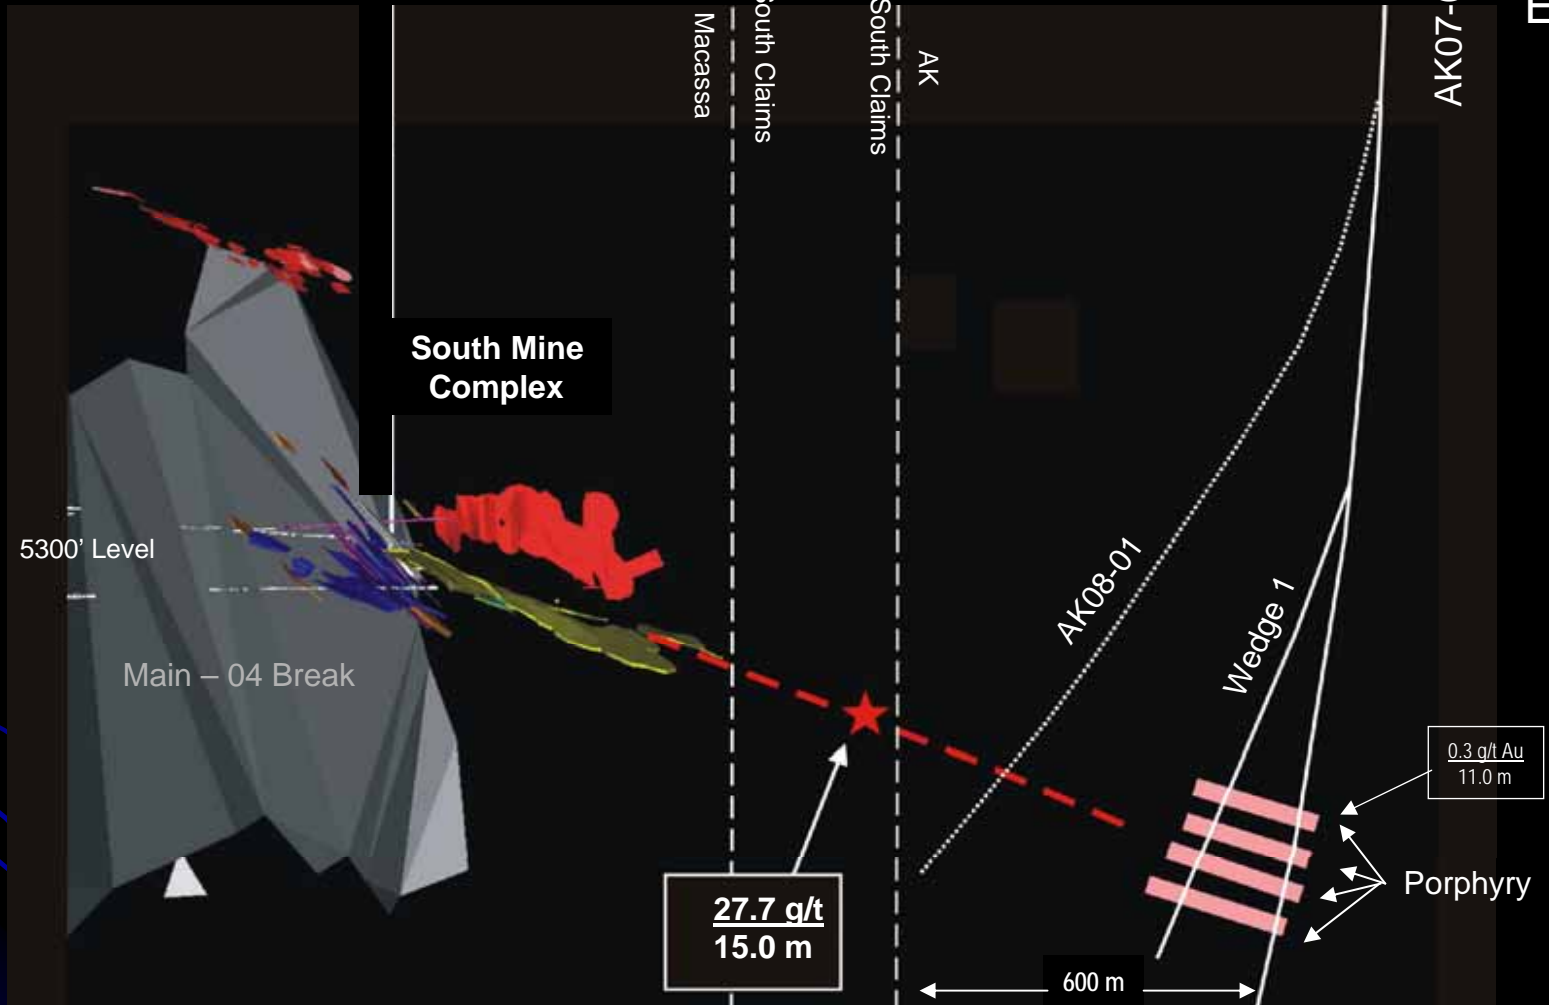 Macassa
South Claims
South Claims
AK
South Mine
Complex
5300’ Level
Main – 04 Break
AK08-01
Wedge 1
0.3 g/t Au
11.0 m
Porphyry
27.7 g/t
15.0 m
600 m